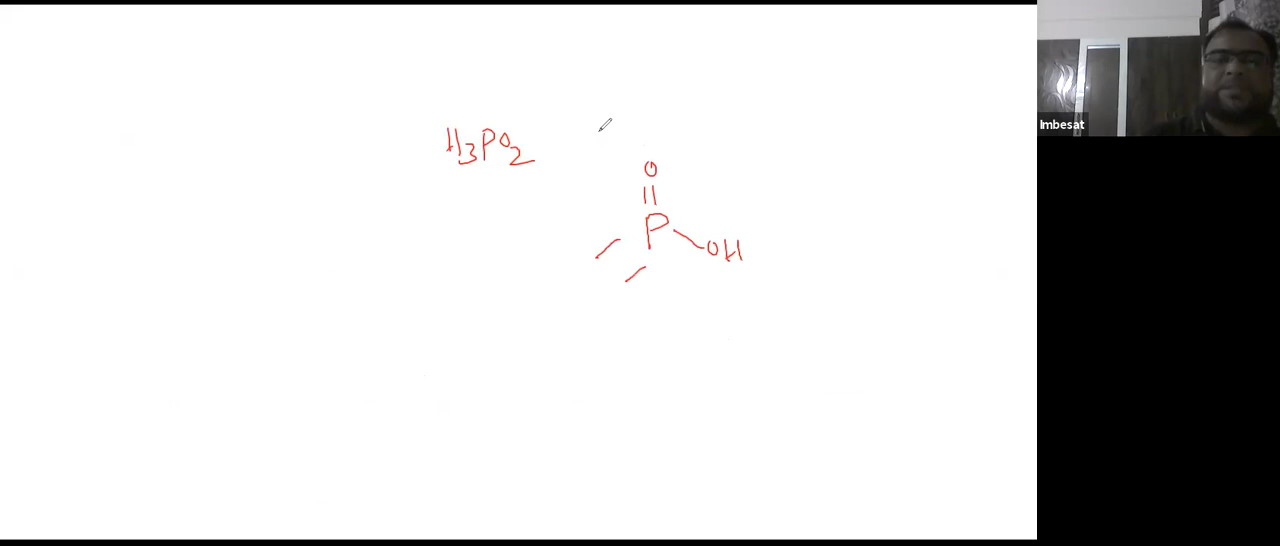 H3PO2
O
||
P
OH
Imbesat